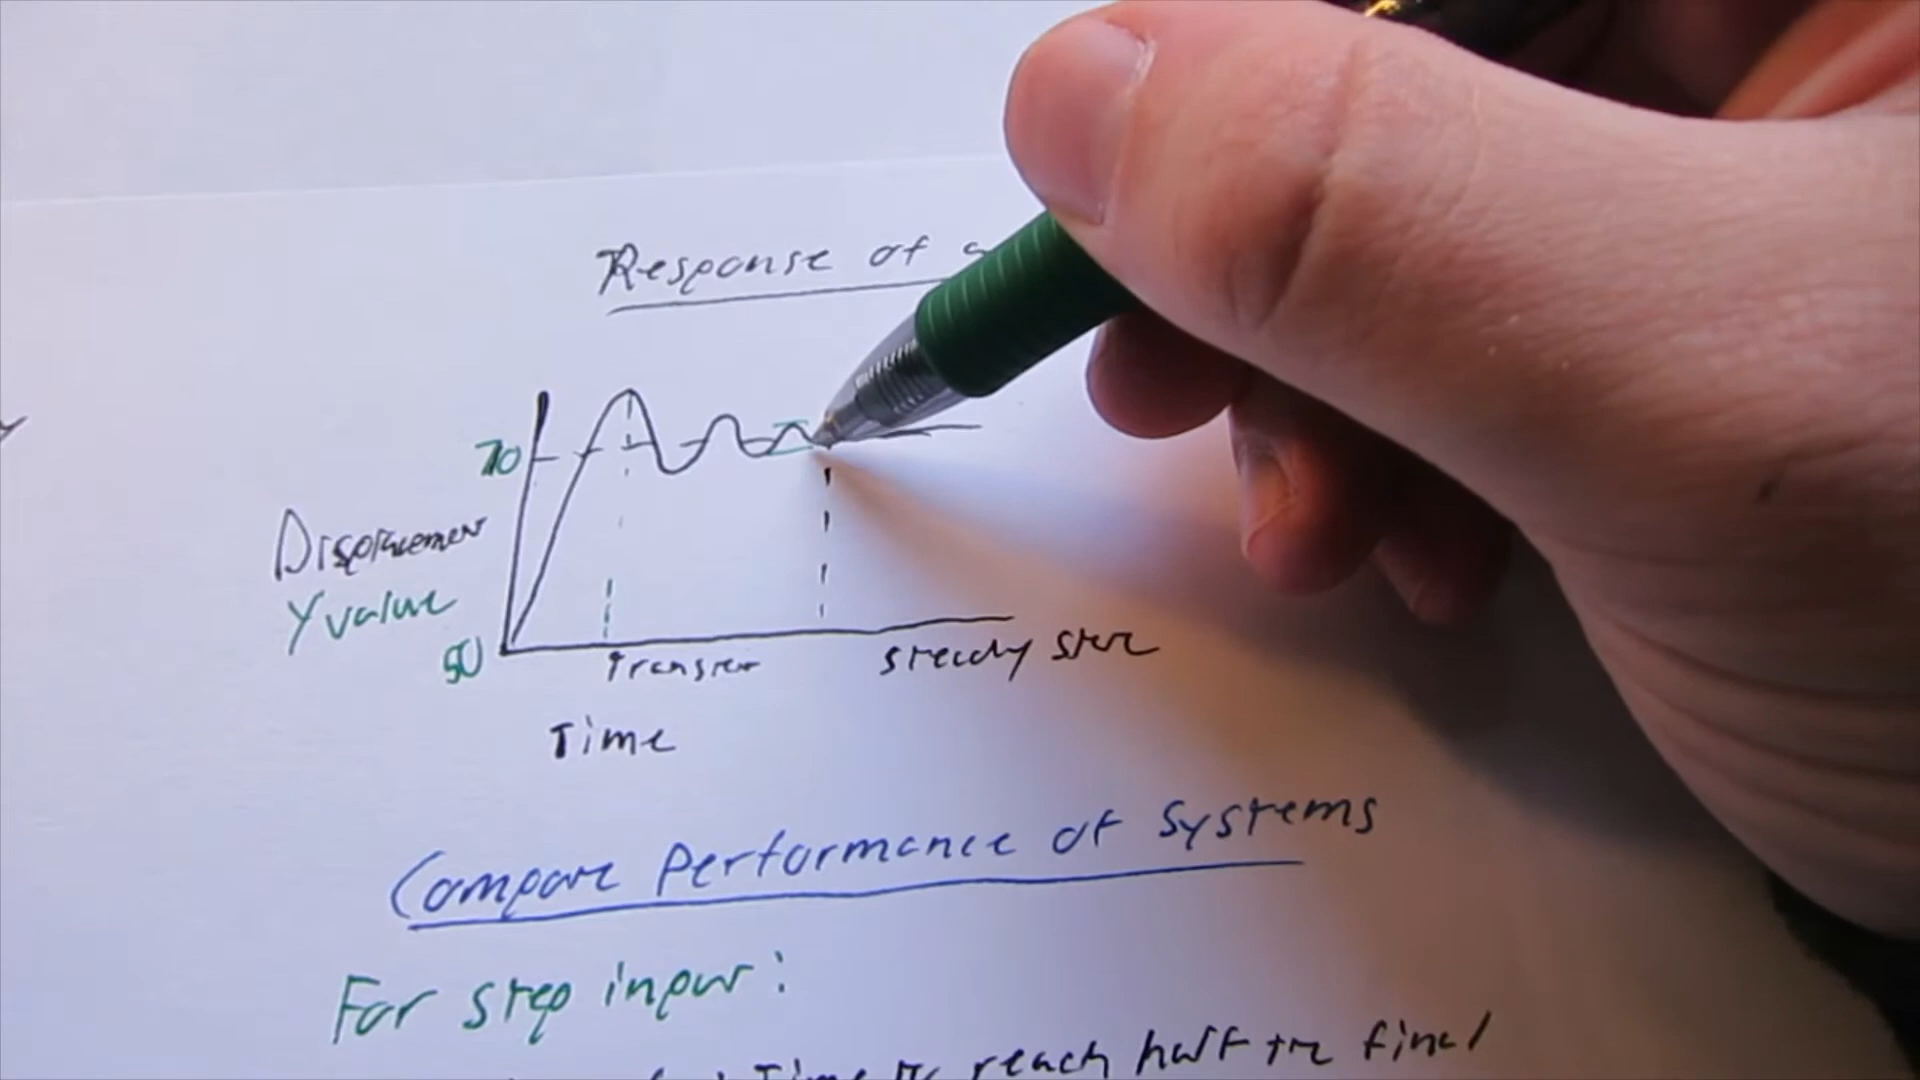 Response of a
70
Displacement
Y value
50
Transient
steady state
Time
Compare Performance of Systems
For step input:
Time to reach half the final